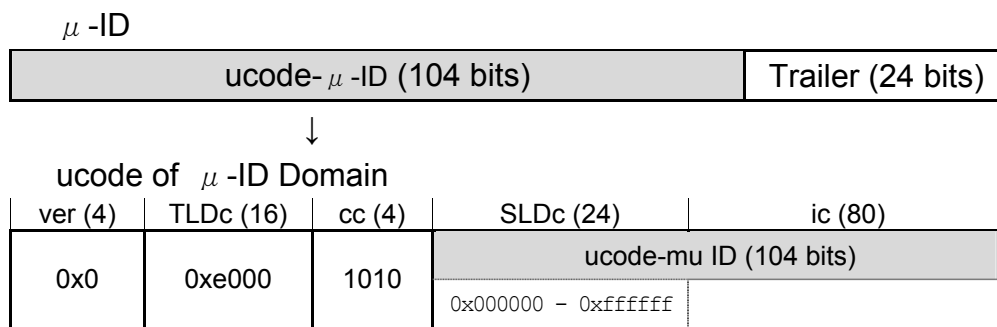 μ-ID
ucode-μ-ID (104 bits) Trailer (24 bits)
↓
ucode of μ-ID Domain
ver (4) TLDc (16) cc (4) SLDc (24) ic (80)
ucode-mu ID (104 bits)
0x0 0xe000 1010
0x000000 – 0xffffff